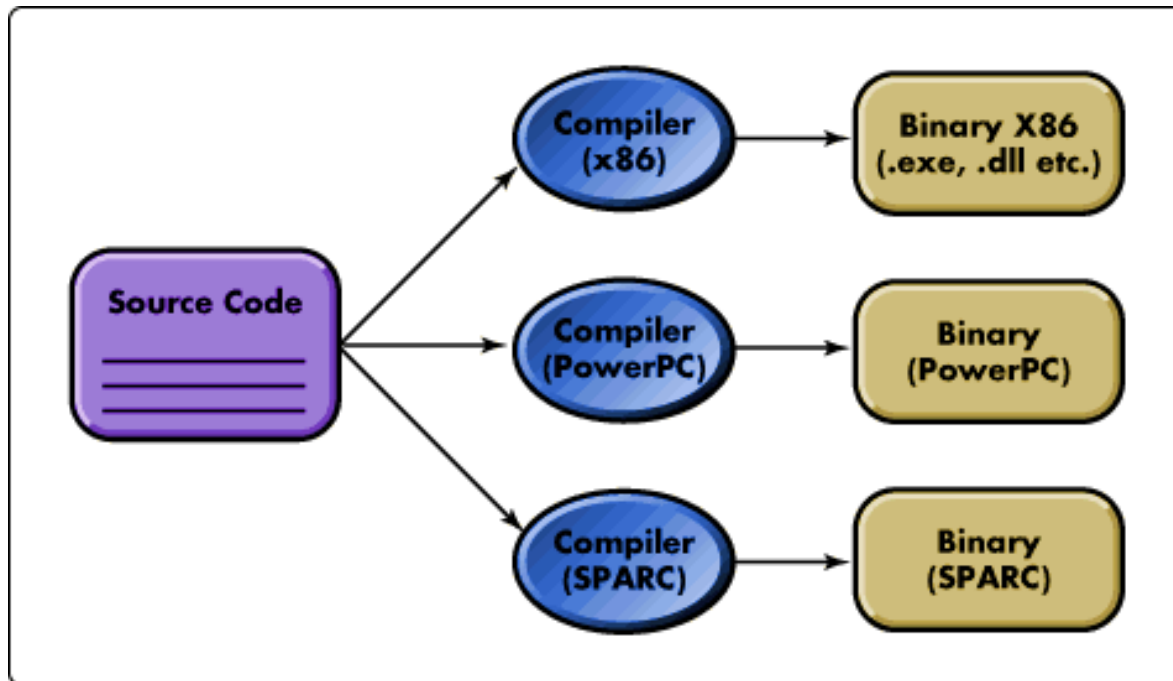 Source Code
Compiler
(x86)
Binary X86
(.exe, .dll etc.)
Compiler
(PowerPC)
Binary
(PowerPC)
Compiler
(SPARC)
Binary
(SPARC)